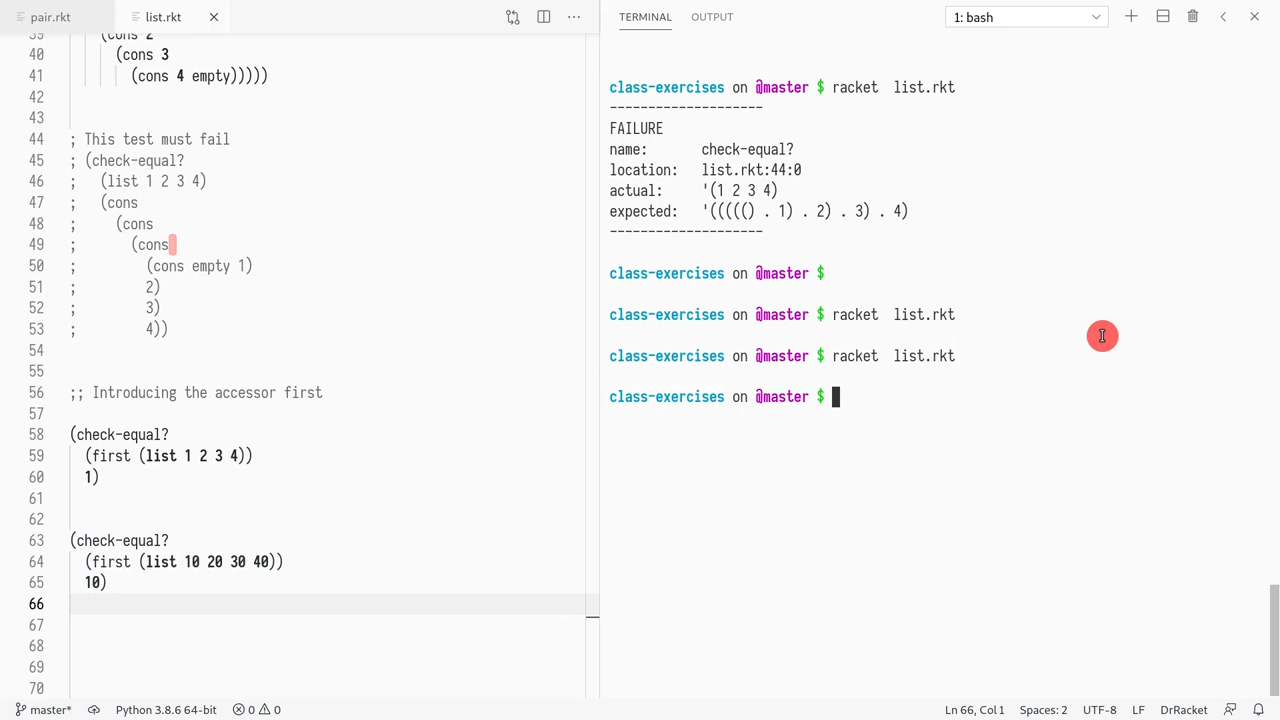 pair.rkt
list.rkt
TERMINAL
OUTPUT
1: bash
39 (cons 2
40 (cons 3
41 (cons 4 empty)))))
42
43
44 ; This test must fail
45 ; (check-equal?
46 ; (list 1 2 3 4)
47 ; (cons
48 ; (cons
49 ; (cons
50 ; (cons empty 1)
51 ; 2)
52 ; 3)
53 ; 4))
54
55
56 ;; Introducing the accessor first
57
58 (check-equal?
59 (first (list 1 2 3 4))
60 1)
61
62
63 (check-equal?
64 (first (list 10 20 30 40))
65 10)
66
67
68
69
70
class-exercises on @master $ racket  list.rkt
--------------------
FAILURE
name: check-equal?
location: list.rkt:44:0
actual: '(1 2 3 4)
expected: '(((((() . 1) . 2) . 3) . 4)
--------------------
class-exercises on @master $
class-exercises on @master $ racket  list.rkt
class-exercises on @master $ racket  list.rkt
class-exercises on @master $
master*
Python 3.8.6 64-bit
0
0
Ln 66, Col 1
Spaces: 2
UTF-8
LF
DrRacket